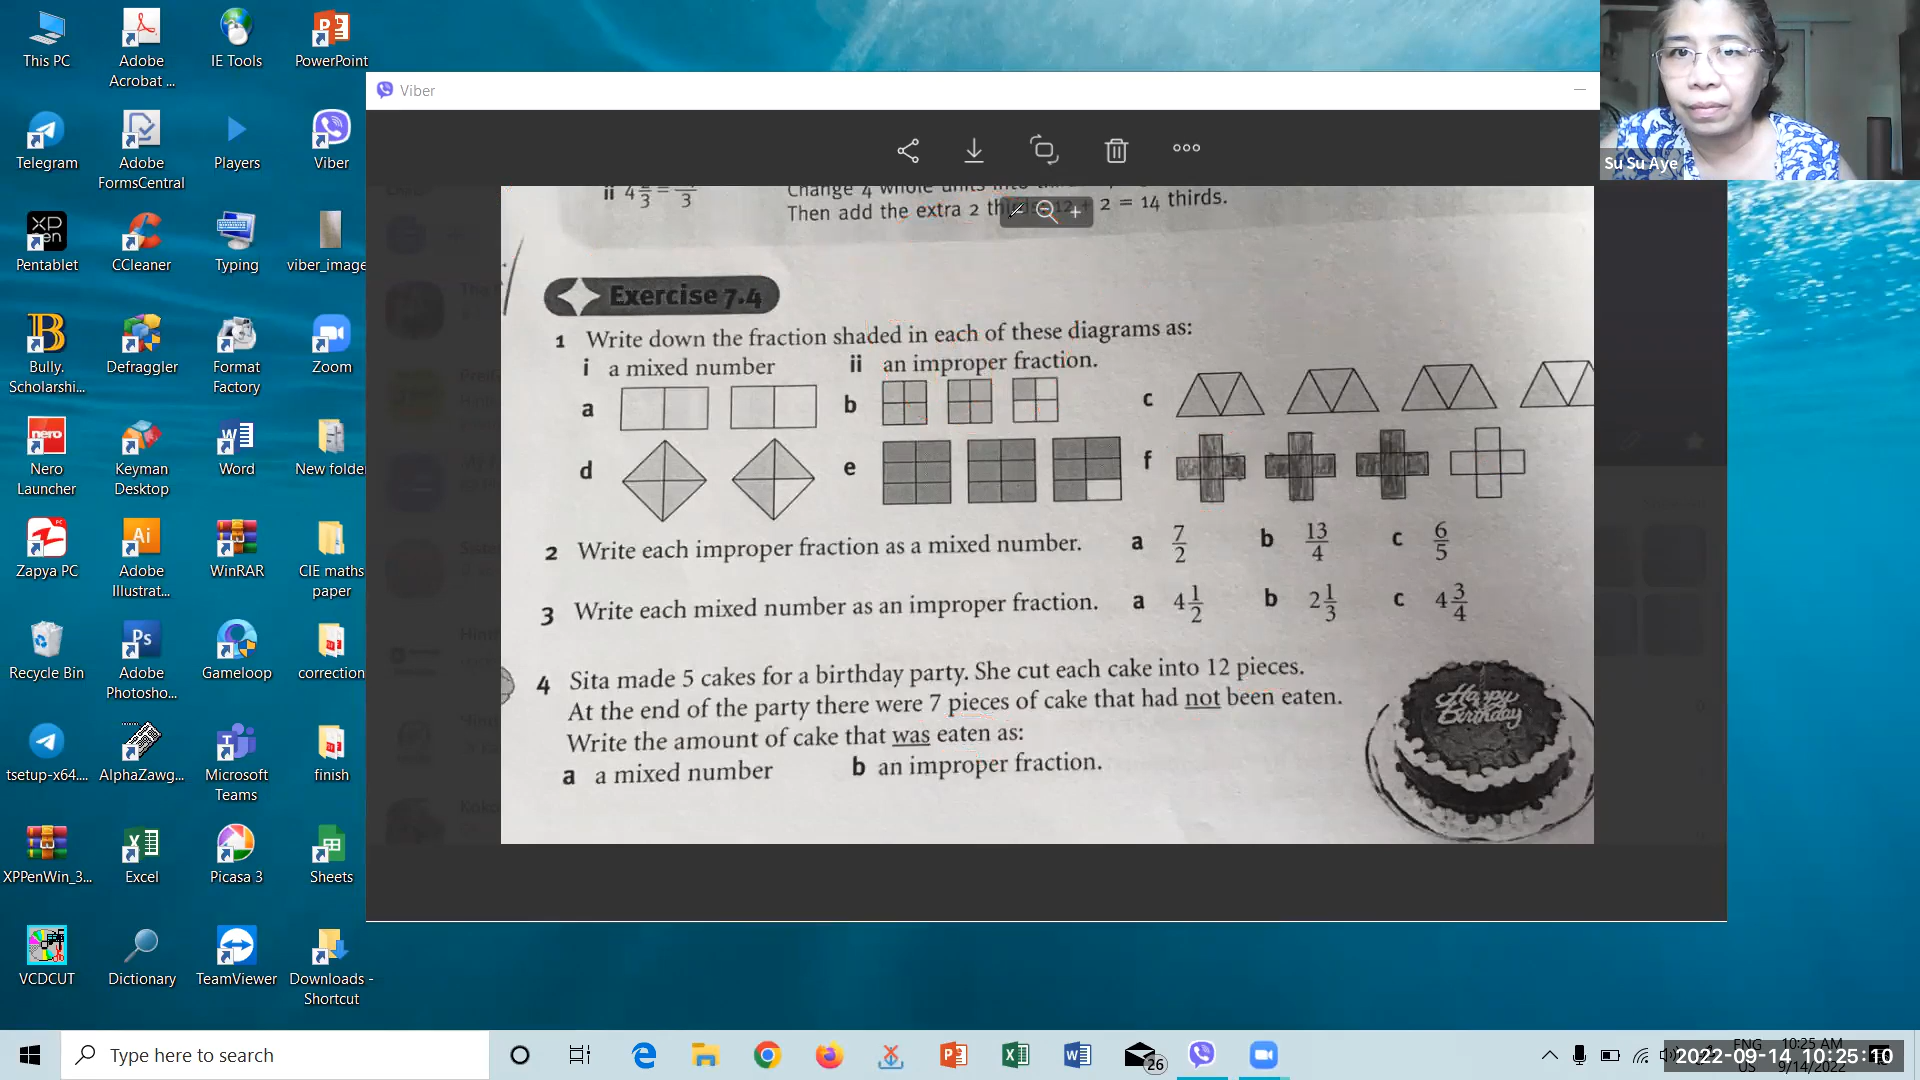 This PC
Adobe
Acrobat ...
IE Tools
PowerPoint
Telegram
Adobe
FormsCentral
Players
Viber
Pentablet
CCleaner
Typing
viber_image
Bully.
Scholarshi...
Defraggler
Format
Factory
Zoom
Nero
Launcher
Keyman
Desktop
Word
New folder
Zapya PC
Adobe
Illustrat...
WinRAR
CIE maths
paper
Recycle Bin
Adobe
Photosho...
Gameloop
correction
tsetup-x64....
AlphaZawg...
Microsoft
Teams
finish
XPPenWin_3...
Excel
Picasa 3
Sheets
VCDCUT
Dictionary
TeamViewer
Downloads -
Shortcut
Viber
Su Su Aye
Then add the extra 2 + 2 = 14 thirds.
Exercise 7.4
1 Write down the fraction shaded in each of these diagrams as:
i a mixed number ii an improper fraction.
a b c
d e f
2 Write each improper fraction as a mixed number. a 7/2 b 13/4 c 6/5
3 Write each mixed number as an improper fraction. a 4 1/2 b 2 1/3 c 4 3/4
4 Sita made 5 cakes for a birthday party. She cut each cake into 12 pieces.
At the end of the party there were 7 pieces of cake that had not been eaten.
Write the amount of cake that was eaten as:
a a mixed number b an improper fraction.
Happy
Birthday
Type here to search
26
ENG
US
10:25 AM
9/14/2022
2022-09-14 10:25:10